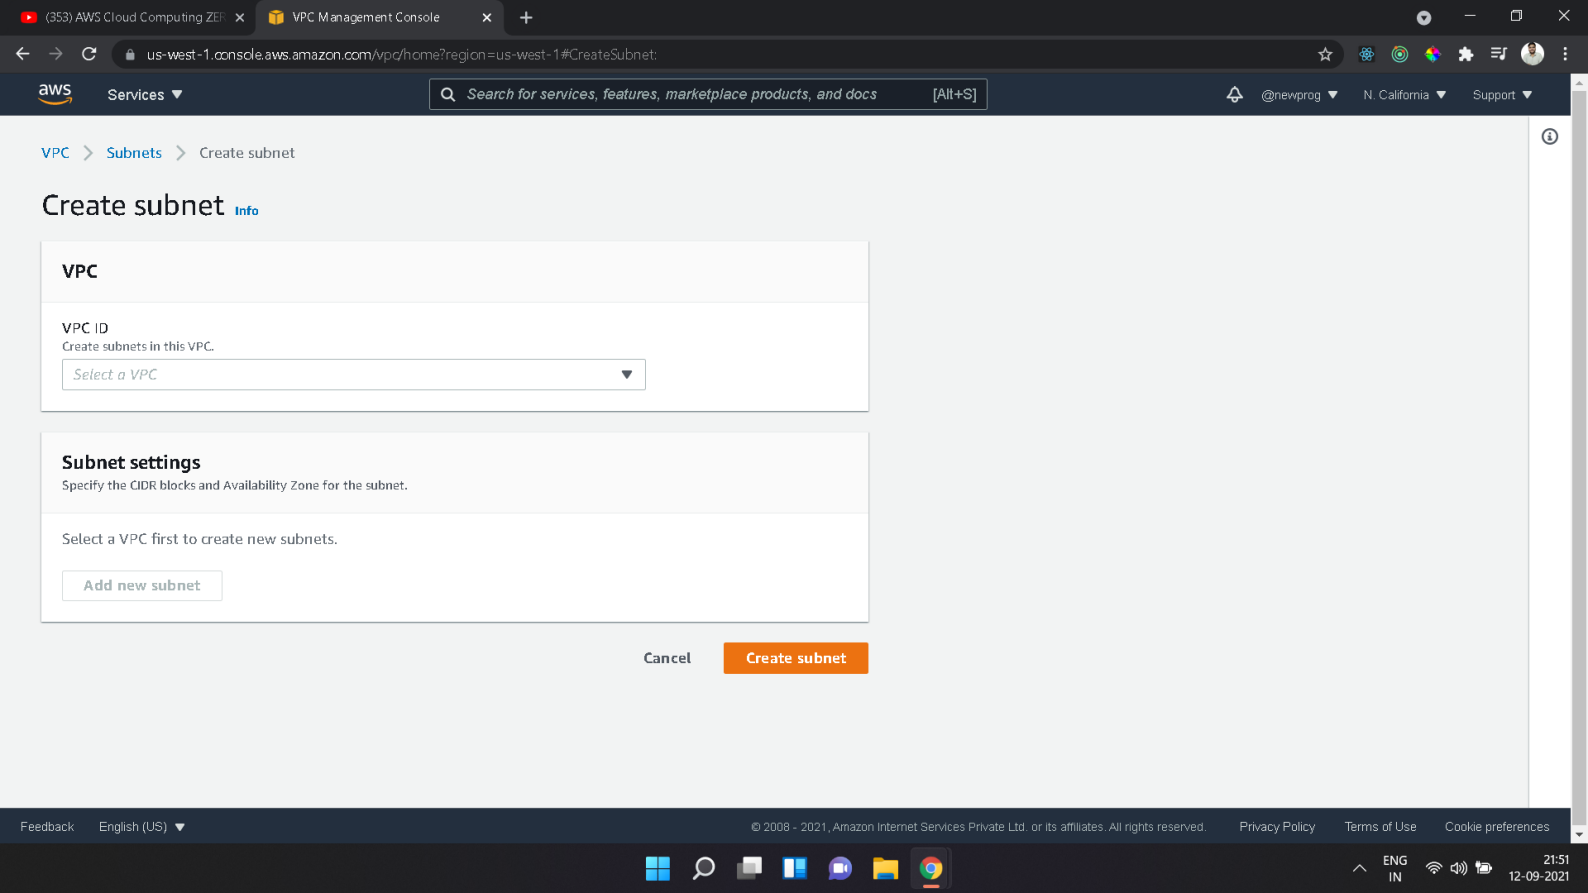 (353) AWS Cloud Computing ZER
VPC Management Console
us-west-1.console.aws.amazon.com/vpc/home?region=us-west-1#CreateSubnet:
aws
Services
Search for services, features, marketplace products, and docs
[Alt+S]
@newprog
N. California
Support
VPC
Subnets
Create subnet
Create subnet Info
VPC
VPC ID
Create subnets in this VPC.
Select a VPC
Subnet settings
Specify the CIDR blocks and Availability Zone for the subnet.
Select a VPC first to create new subnets.
Add new subnet
Cancel
Create subnet
Feedback
English (US)
© 2008 - 2021, Amazon Internet Services Private Ltd. or its affiliates. All rights reserved.
Privacy Policy
Terms of Use
Cookie preferences
ENG
IN
21:51
12-09-2021